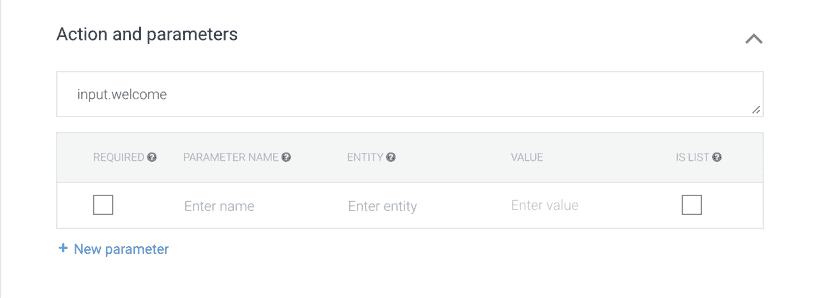 Action and parameters
input.welcome
REQUIRED ? PARAMETER NAME ? ENTITY ? VALUE IS LIST ?
Enter name Enter entity Enter value
+ New parameter